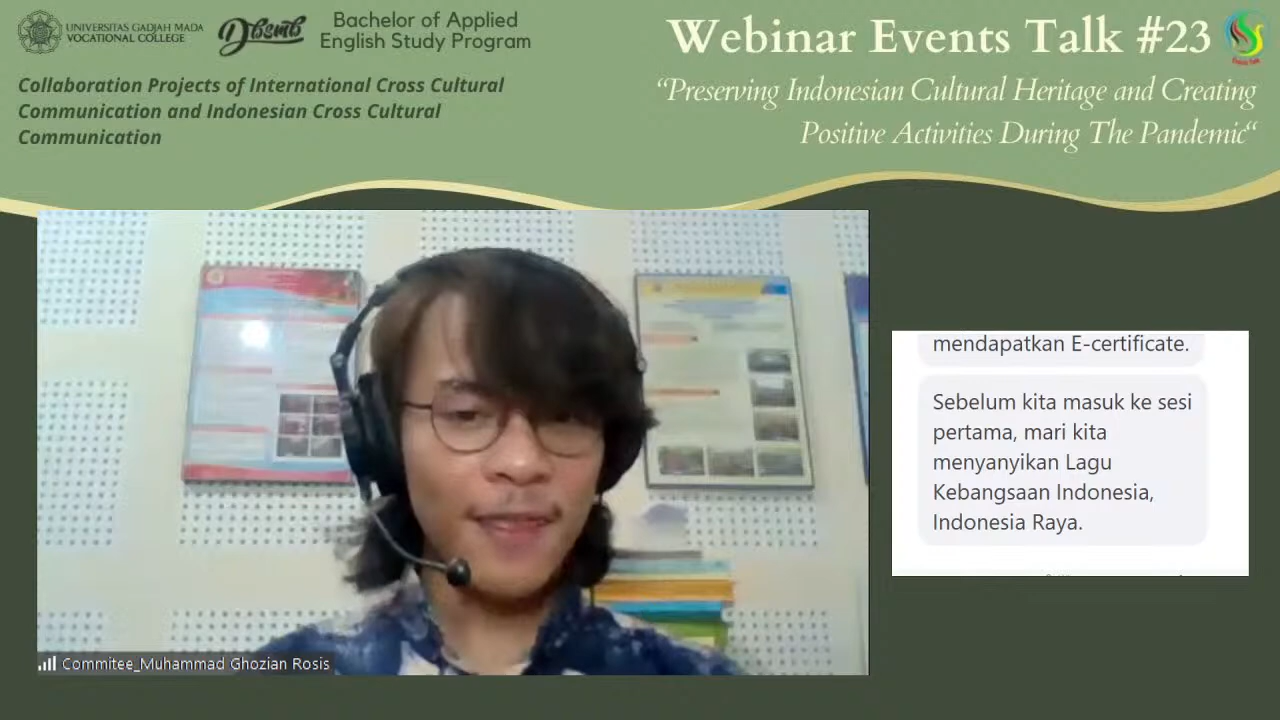 UNIVERSITAS GADJAH MADA
VOCATIONAL COLLEGE
Dbsmb
Bachelor of Applied
English Study Program
Collaboration Projects of International Cross Cultural
Communication and Indonesian Cross Cultural
Communication
Webinar Events Talk #23
“Preserving Indonesian Cultural Heritage and Creating
Positive Activities During The Pandemic“
mendapatkan E-certificate.
Sebelum kita masuk ke sesi
pertama, mari kita
menyanyikan Lagu
Kebangsaan Indonesia,
Indonesia Raya.
Commitee_Muhammad Ghozian Rosis